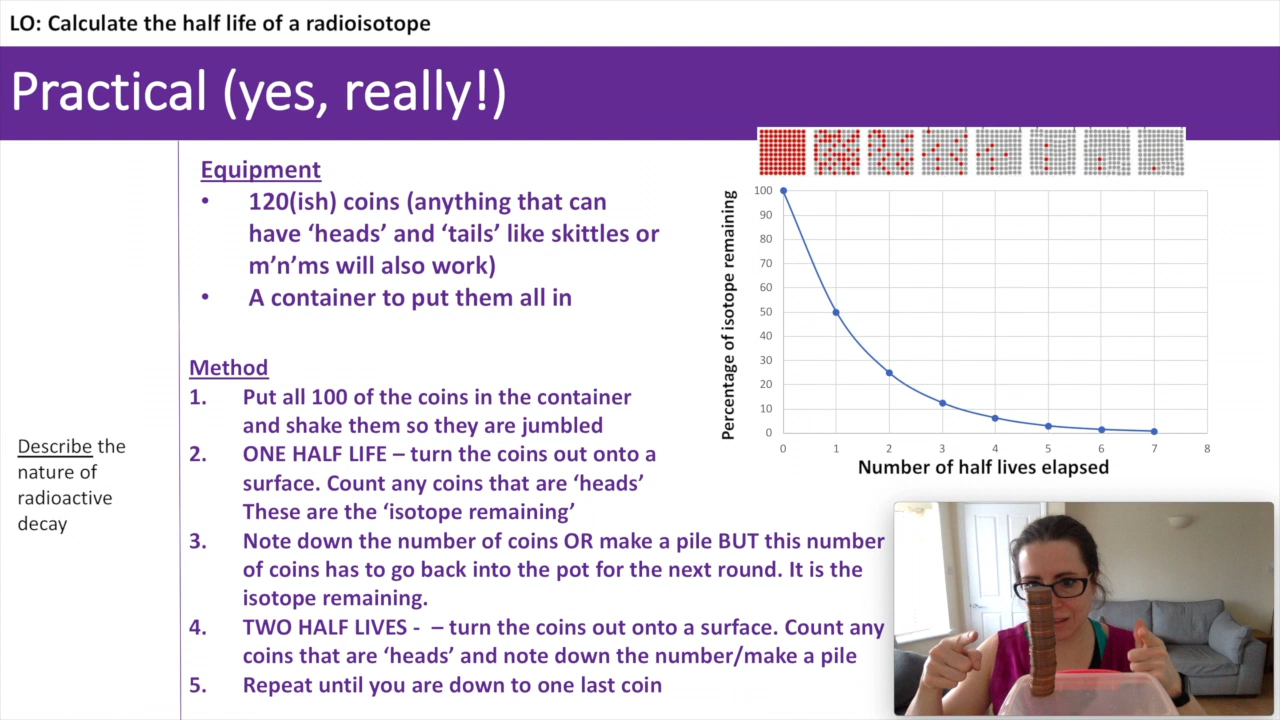 LO: Calculate the half life of a radioisotope
Practical (yes, really!)
Equipment
• 120(ish) coins (anything that can
have ‘heads’ and ‘tails’ like skittles or
m’n’ms will also work)
• A container to put them all in
Method
1. Put all 100 of the coins in the container
and shake them so they are jumbled
2. ONE HALF LIFE – turn the coins out onto a
surface. Count any coins that are ‘heads’
These are the ‘isotope remaining’
3. Note down the number of coins OR make a pile BUT this number
of coins has to go back into the pot for the next round. It is the
isotope remaining.
4. TWO HALF LIVES - – turn the coins out onto a surface. Count any
coins that are ‘heads’ and note down the number/make a pile
5. Repeat until you are down to one last coin
Describe the
nature of
radioactive
decay
Percentage of isotope remaining
100
90
80
70
60
50
40
30
20
10
0
0 1 2 3 4 5 6 7 8
Number of half lives elapsed